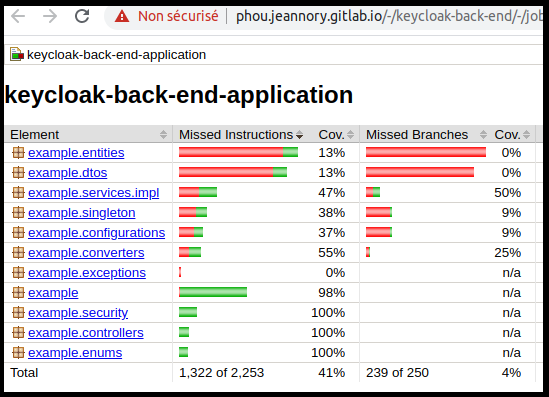 Non sécurisé phou.jeannory.gitlab.io/-/keycloak-back-end/-/job
keycloak-back-end-application
keycloak-back-end-application
Element Missed Instructions Cov. Missed Branches Cov.
example.entities 13% 0%
example.dtos 13% 0%
example.services.impl 47% 50%
example.singleton 38% 9%
example.configurations 37% 9%
example.converters 55% 25%
example.exceptions 0% n/a
example 98% n/a
example.security 100% n/a
example.controllers 100% n/a
example.enums 100% n/a
Total 1,322 of 2,253 41% 239 of 250 4%